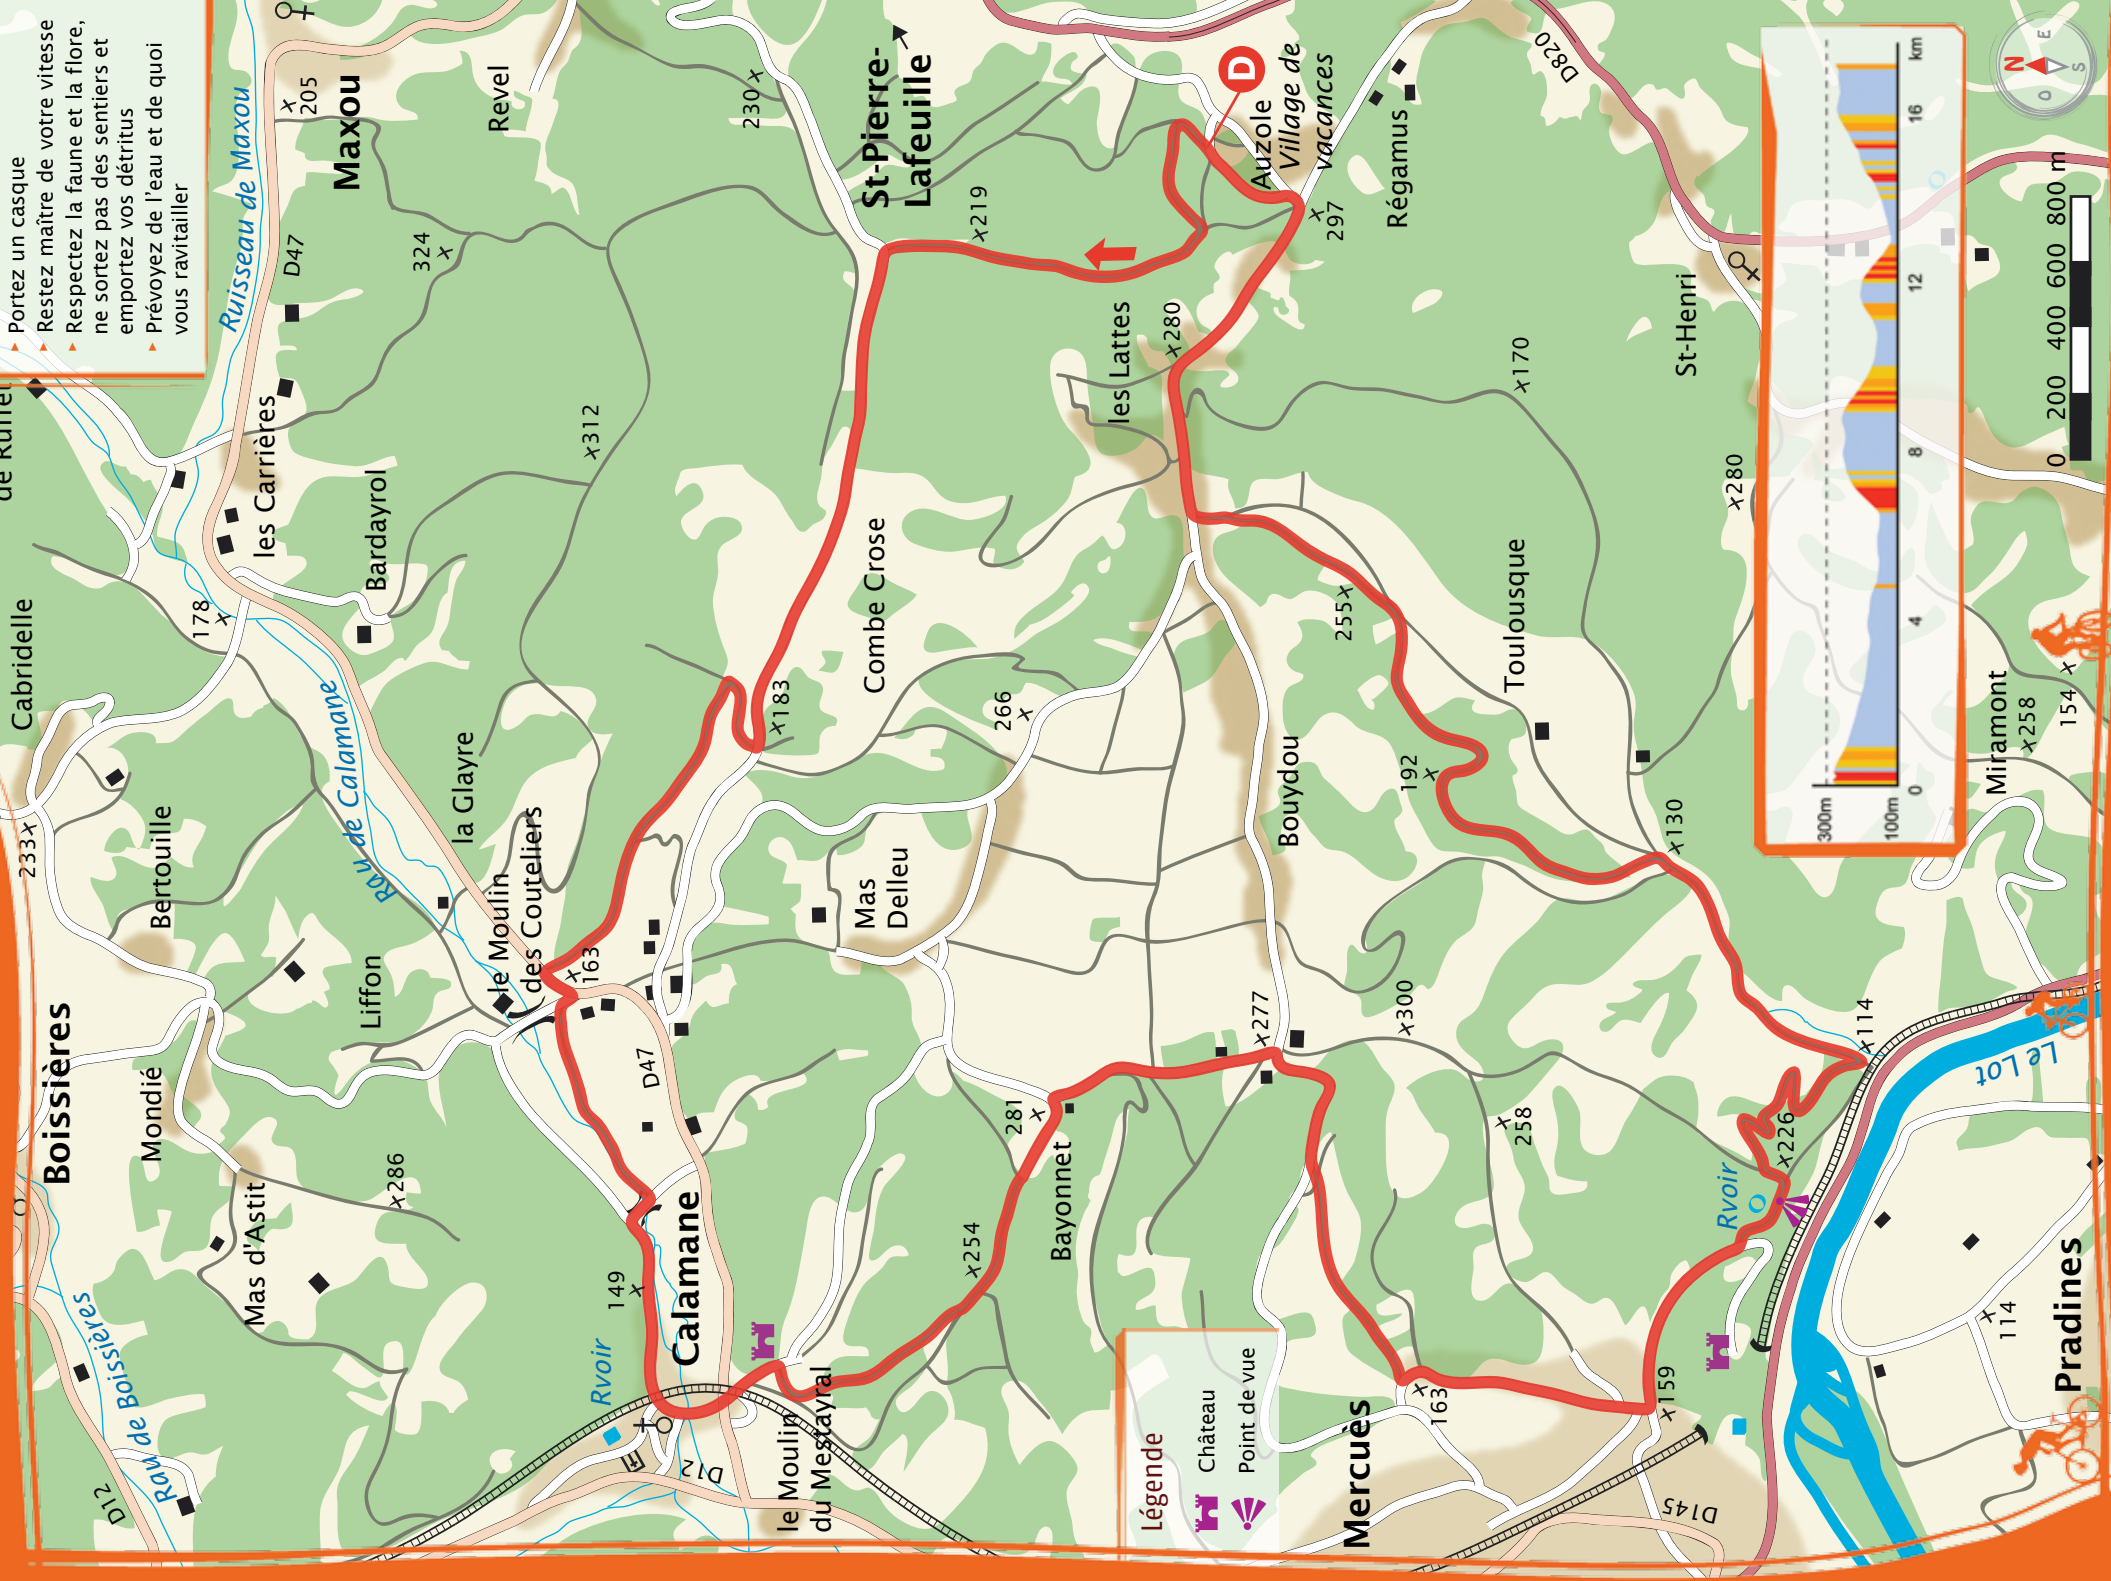 ▸ Portez un casque
▸ Restez maître de votre vitesse
▸ Respectez la faune et la flore,
ne sortez pas des sentiers et
emportez vos détritus
▸ Prévoyez de l'eau et de quoi
vous ravitailler
Boissières
Rau de Boissières
D12
Mondié
Mas d'Astit
286
Bertouille
Cabridelle
233
Liffon
178
Rau de Calamane
Ruisseau de Maxou
D47
205
Maxou
Revel
324
les Carrières
Bardayrol
312
la Glayre
le Moulin
des Couteliers
163
D47
149
Rvoir
Calamane
D12
le Moulin
du Mestayral
230
St-Pierre-
Lafeuille
219
183
Combe Crose
Mas
Delleu
266
254
281
Bayonnet
les Lattes
280
D
Auzole
Village de
vacances
297
Régamus
D820
170
255
192
Bouydou
277
300
258
Toulousque
130
St-Henri
280
Légende
Château
Point de vue
Mercuès
163
159
D145
Rvoir
226
114
Le Lot
Miramont
258
154
Pradines
114
300m
100m
0
4
8
12
16
km
0
200
400
600
800 m
N
E
S
O